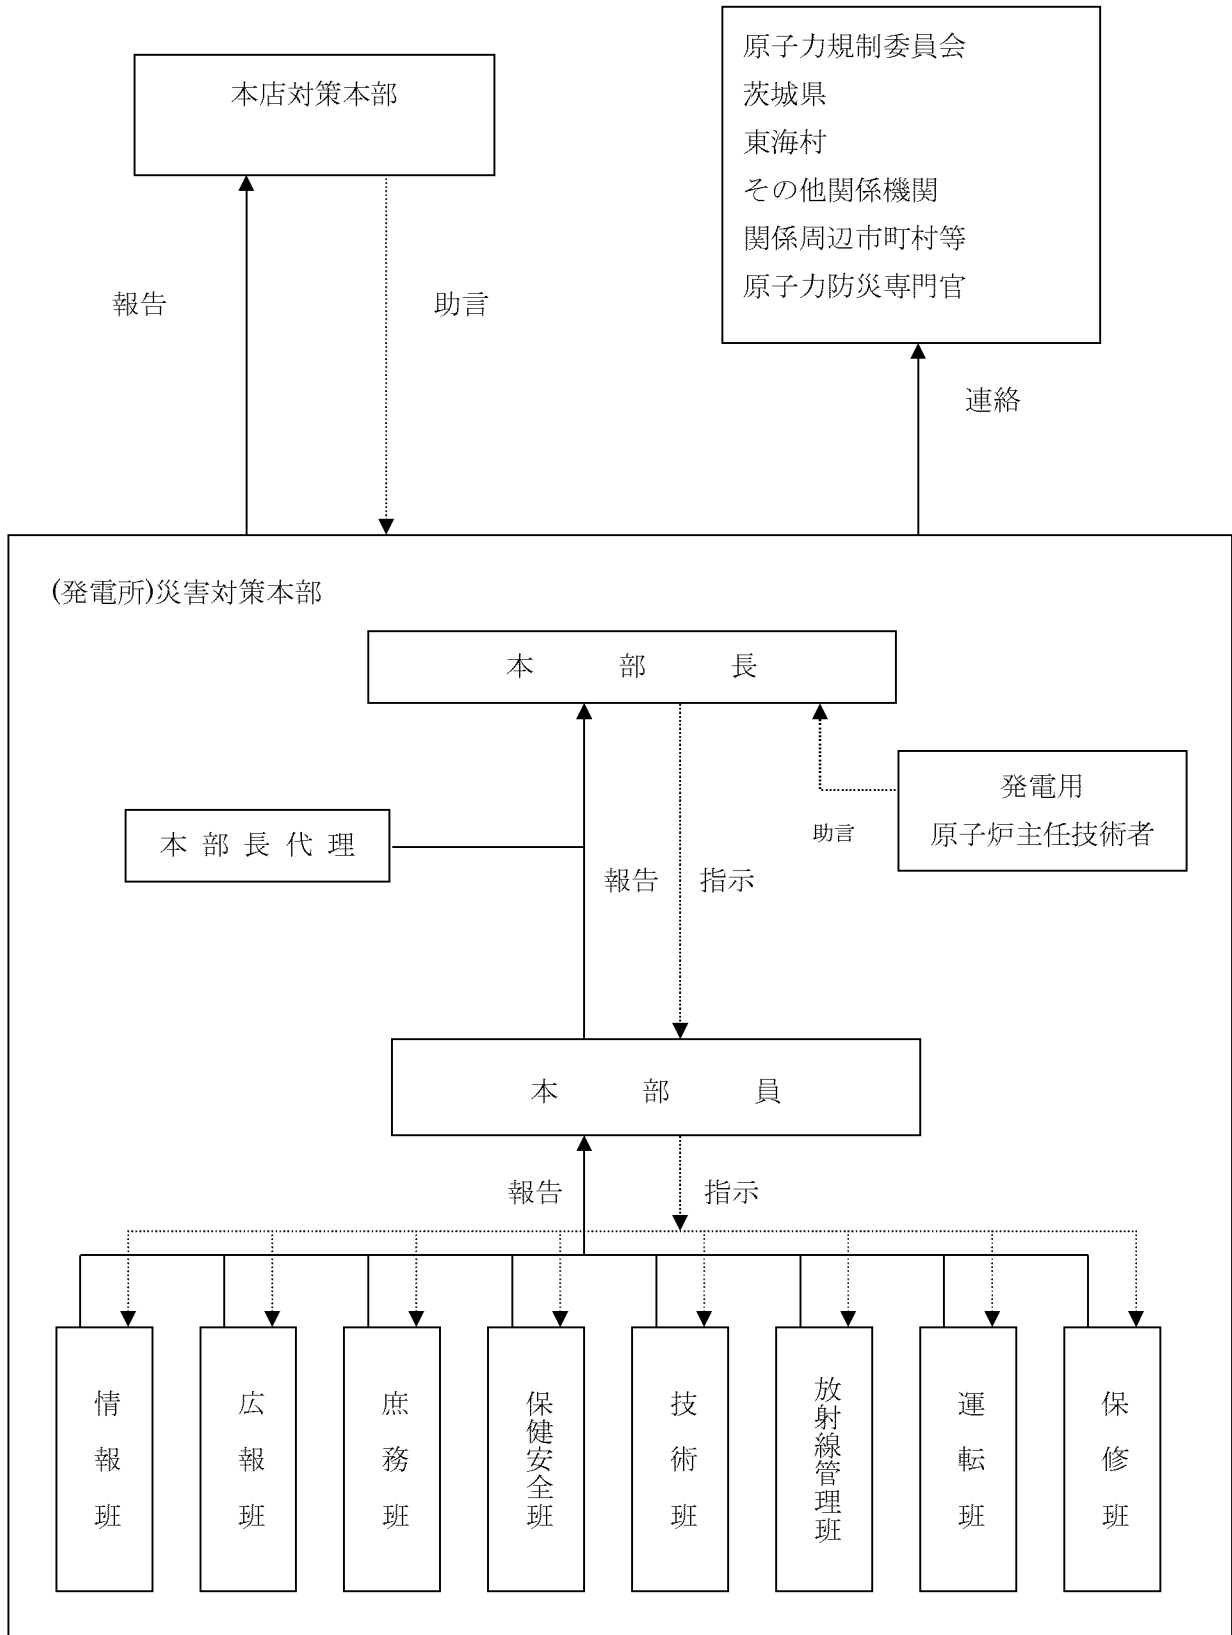 本店対策本部
原子力規制委員会
茨城県
東海村
その他関係機関
関係周辺市町村等
原子力防災専門官
報告
助言
連絡
(発電所)災害対策本部
本部長
発電用
原子炉主任技術者
助言
本部長代理
報告
指示
本部員
報告
指示
情報班
広報班
庶務班
保健安全班
技術班
放射線管理班
運転班
保修班